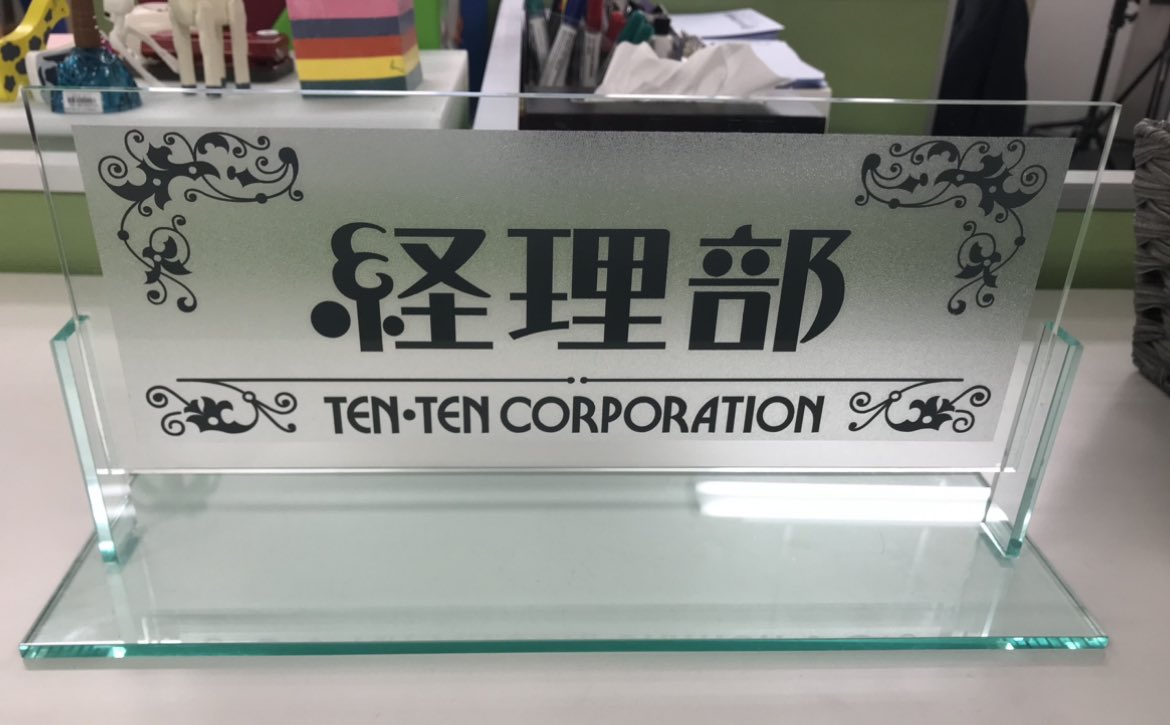 経理部
TEN•TEN CORPORATION